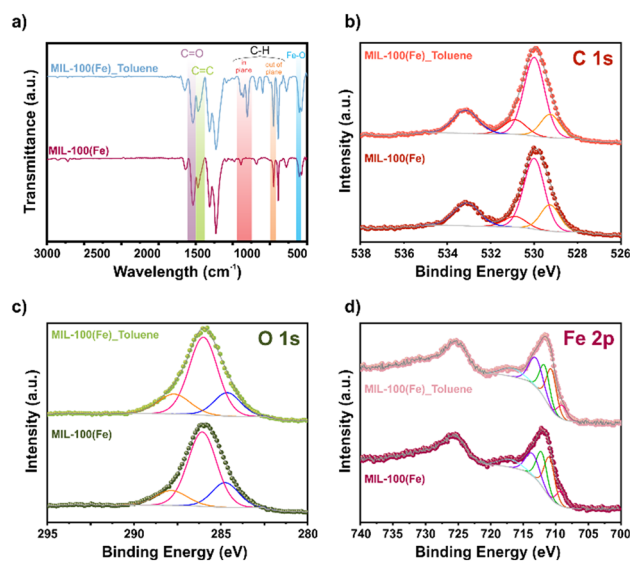 a)
C=O
C=C
C-H
in
plane
out of
plane
Fe-O
MIL-100(Fe)_Toluene
MIL-100(Fe)
Transmittance (a.u.)
3000 2500 2000 1500 1000 500 400
Wavelength (cm-1)
b)
MIL-100(Fe)_Toluene
C 1s
MIL-100(Fe)
Intensity (a.u.)
538 536 534 532 530 528 526
Binding Energy (eV)
c)
MIL-100(Fe)_Toluene
O 1s
MIL-100(Fe)
Intensity (a.u.)
295 290 285 280
Binding Energy (eV)
d)
Fe 2p
MIL-100(Fe)_Toluene
MIL-100(Fe)
Intensity (a.u.)
740 735 730 725 720 715 710 705 700
Binding Energy (eV)